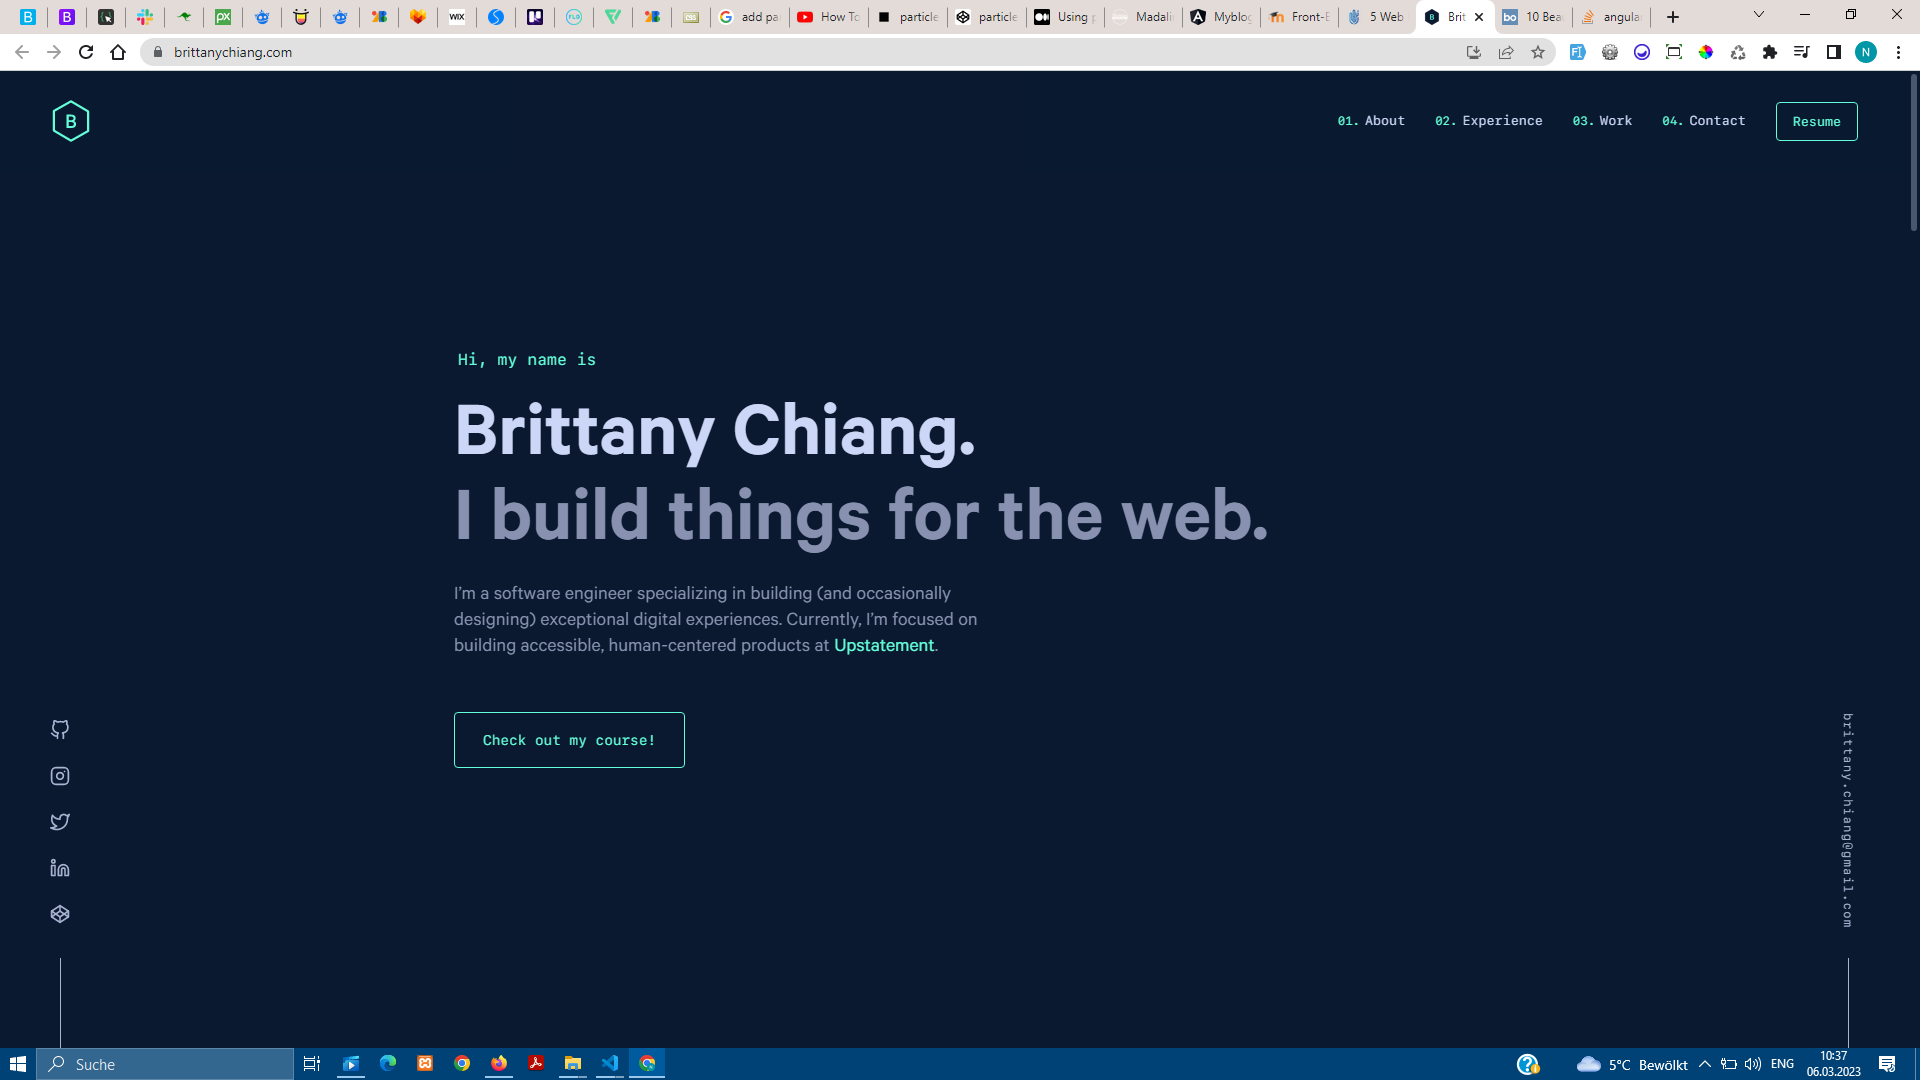 add pa
How To
particle
particle
Using p
Madalin
Myblog
Front-E
5 Web
Brit
10 Bea
angular
brittanychiang.com
N
B
01. About
02. Experience
03. Work
04. Contact
Resume
Hi, my name is
Brittany Chiang.
I build things for the web.
I'm a software engineer specializing in building (and occasionally
designing) exceptional digital experiences. Currently, I'm focused on
building accessible, human-centered products at Upstatement.
Check out my course!
brittany.chiang@gmail.com
Suche
5°C Bewölkt
ENG
10:37
06.03.2023